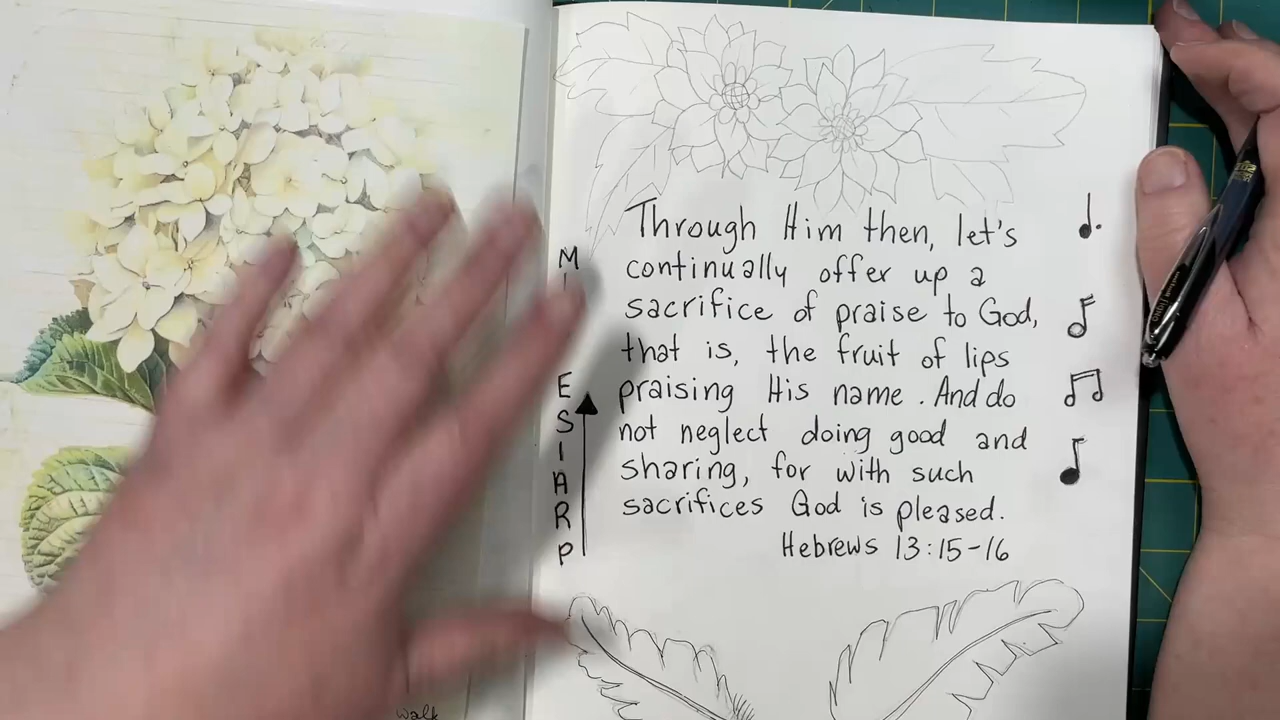 Through Him then, let's
continually offer up a
sacrifice of praise to God,
that is, the fruit of lips
praising His name. And do
not neglect doing good and
sharing, for with such
sacrifices God is pleased.
Hebrews 13:15-16
M
E
S
I
A
R
P
walk